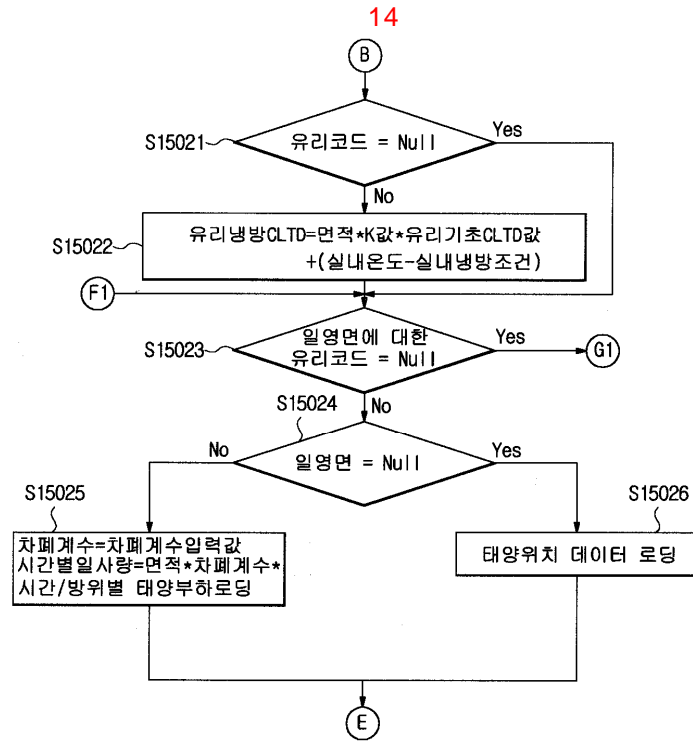 14
B
S15021
유리코드 = Null
Yes
No
S15022
유리냉방CLTD=면적*K값*유리기초CLTD값
+(실내온도-실내냉방조건)
F1
S15023
일영면에 대한
유리코드 = Null
Yes
G1
No
S15024
No
일영면 = Null
Yes
S15025
차폐계수=차폐계수입력값
시간별일사량=면적*차폐계수*
시간/방위별 태양부하로딩
S15026
태양위치 데이터 로딩
E